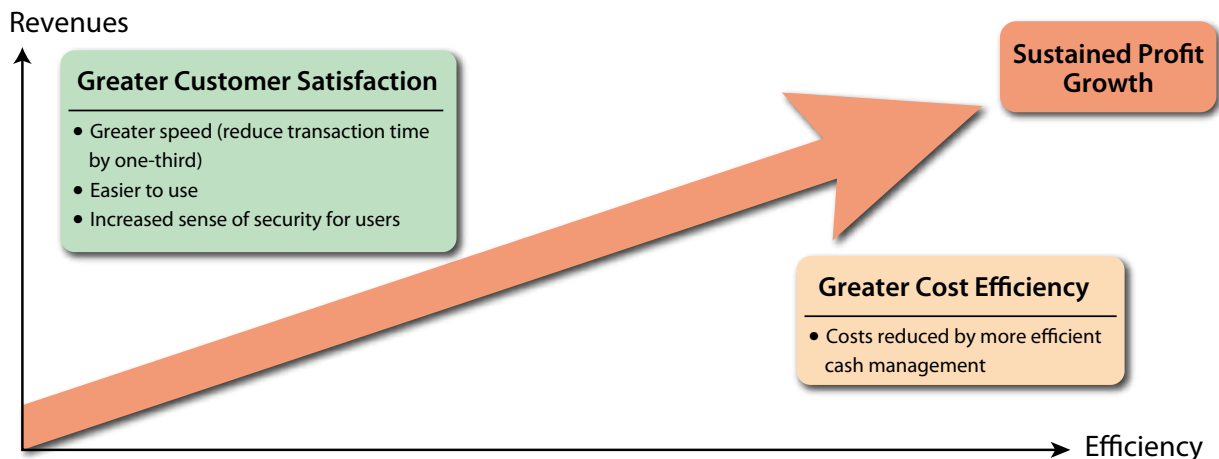 Revenues
Greater Customer Satisfaction
• Greater speed (reduce transaction time
by one-third)
• Easier to use
• Increased sense of security for users
Sustained Profit
Growth
Greater Cost Efficiency
• Costs reduced by more efficient
cash management
Efficiency